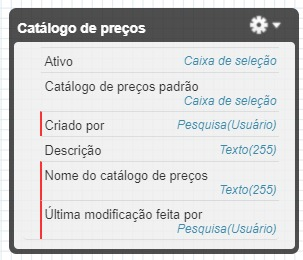 Catálogo de preços
Ativo Caixa de seleção
Catálogo de preços padrão
Caixa de seleção
Criado por Pesquisa(Usuário)
Descrição Texto(255)
Nome do catálogo de preços
Texto(255)
Última modificação feita por
Pesquisa(Usuário)